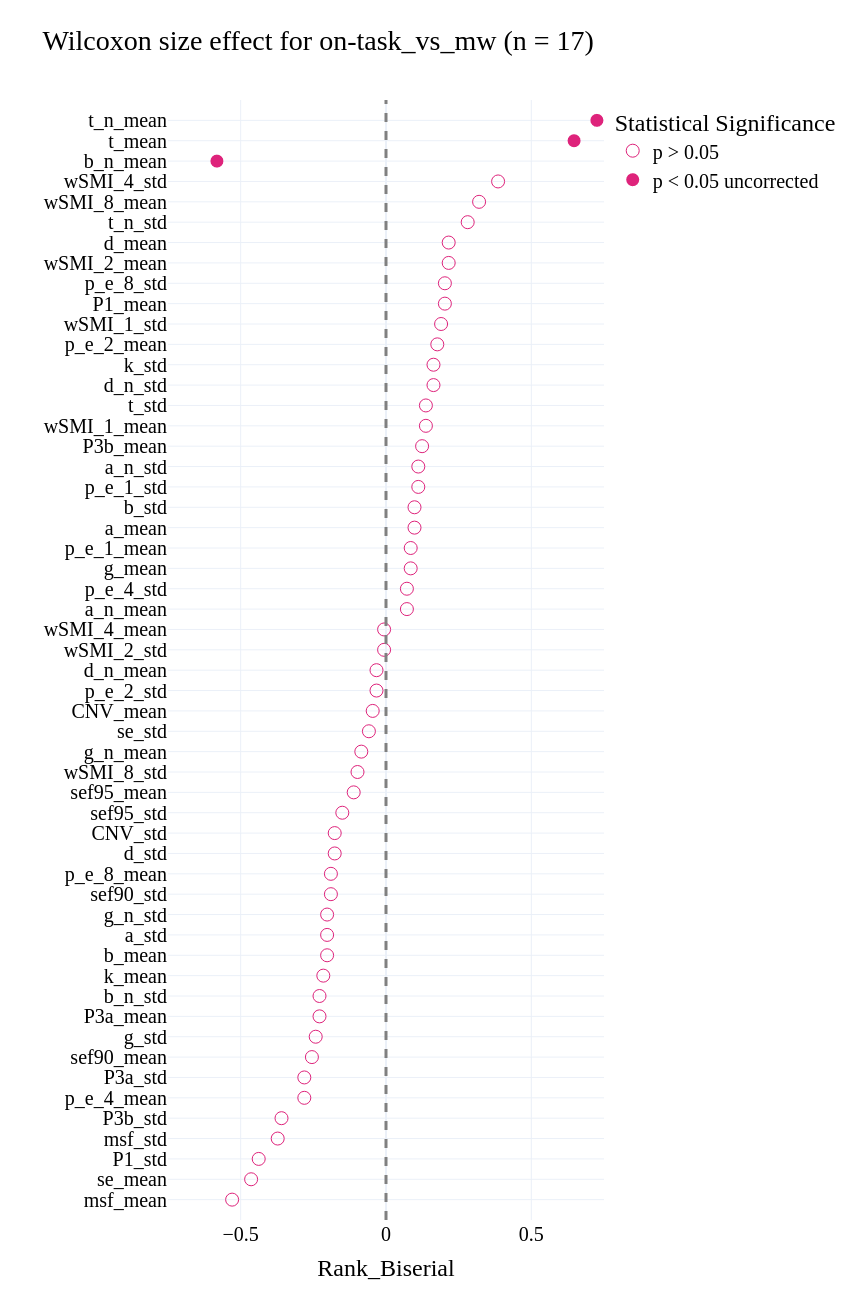 Wilcoxon size effect for on-task_vs_mw (n = 17)
t_n_mean
t_mean
b_n_mean
wSMI_4_std
wSMI_8_mean
t_n_std
d_mean
wSMI_2_mean
p_e_8_std
P1_mean
wSMI_1_std
p_e_2_mean
k_std
d_n_std
t_std
wSMI_1_mean
P3b_mean
a_n_std
p_e_1_std
b_std
a_mean
p_e_1_mean
g_mean
p_e_4_std
a_n_mean
wSMI_4_mean
wSMI_2_std
d_n_mean
p_e_2_std
CNV_mean
se_std
g_n_mean
wSMI_8_std
sef95_mean
sef95_std
CNV_std
d_std
p_e_8_mean
sef90_std
g_n_std
a_std
b_mean
k_mean
b_n_std
P3a_mean
g_std
sef90_mean
P3a_std
p_e_4_mean
P3b_std
msf_std
P1_std
se_mean
msf_mean
−0.5 0 0.5
Rank_Biserial
Statistical Significance
p > 0.05
p < 0.05 uncorrected